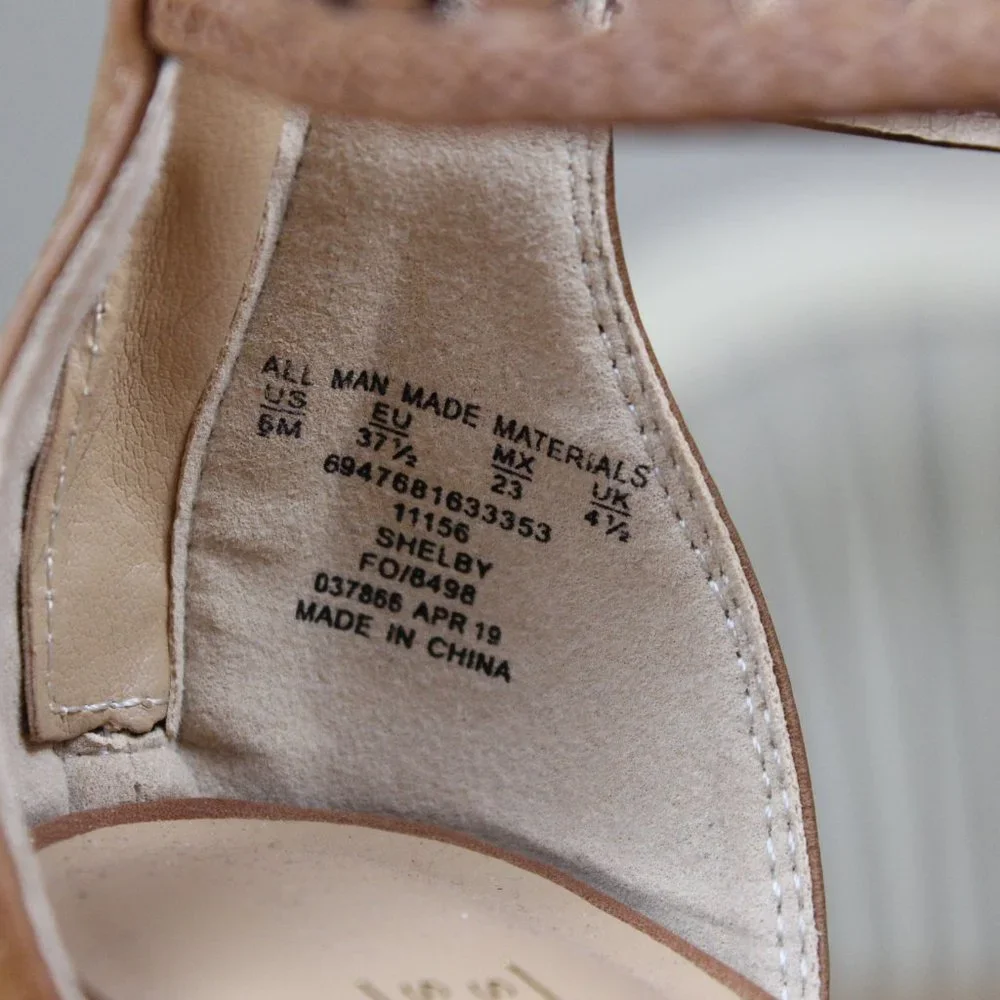 ALL MAN MADE MATERIALS
US EU MX UK
6M 37½ 23 4½
6947681633353
11156
SHELBY
FO/8498
037866 APR 19
MADE IN CHINA